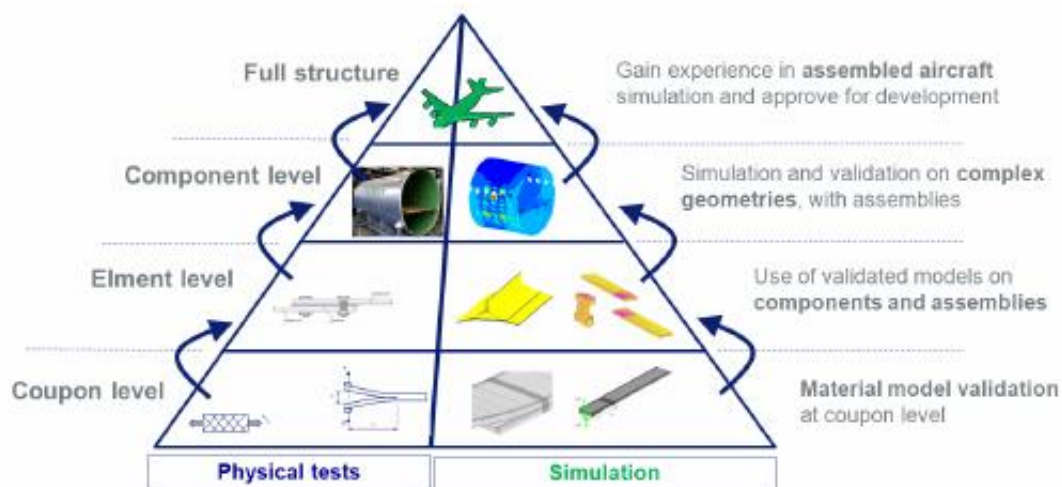 Full structure
Gain experience in assembled aircraft
simulation and approve for development
Component level
Simulation and validation on complex
geometries, with assemblies
Elment level
Use of validated models on
components and assemblies
Coupon level
Material model validation
at coupon level
Physical tests
Simulation